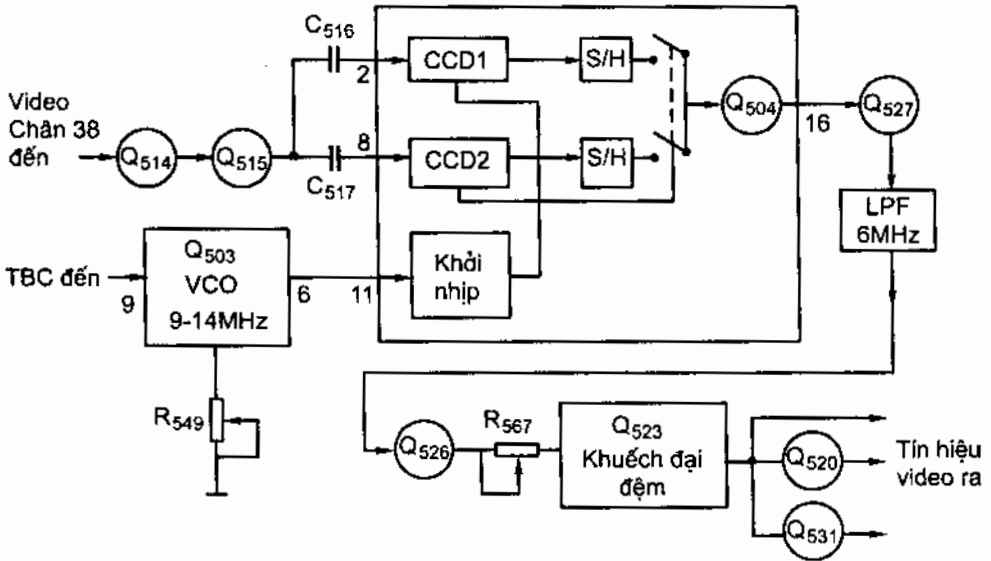 C516
2
CCD1
S/H
Q504
16
Q527
Video
Chân 38
đến
Q514
Q515
8
C517
CCD2
S/H
LPF
6MHz
TBC đến
9
Q503
VCO
9-14MHz
6
11
Khởi
nhịp
R549
Q526
R567
Q523
Khuếch đại
đệm
Q520
Q531
Tín hiệu
video ra